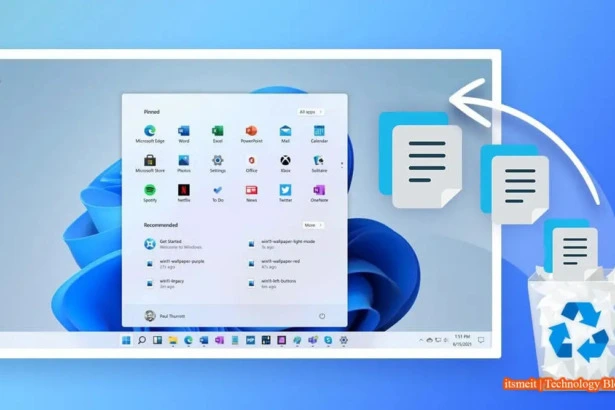 Pinned
All apps
Microsoft Edge
Word
Excel
PowerPoint
Mail
Calendar
Microsoft Store
Photos
Settings
Office
Xbox
Solitaire
Spotify
Netflix
To Do
News
Twitter
OneNote
Recommended
More
Get Started
Welcome to Windows
win11-wallpaper-light-mode
win11-wallpaper-purple
win11-wallpaper-red
win11-legacy
win11-left-buttons
Paul Thurrott
1:51 PM
6/15/2021
itsmeit | Technology Blo